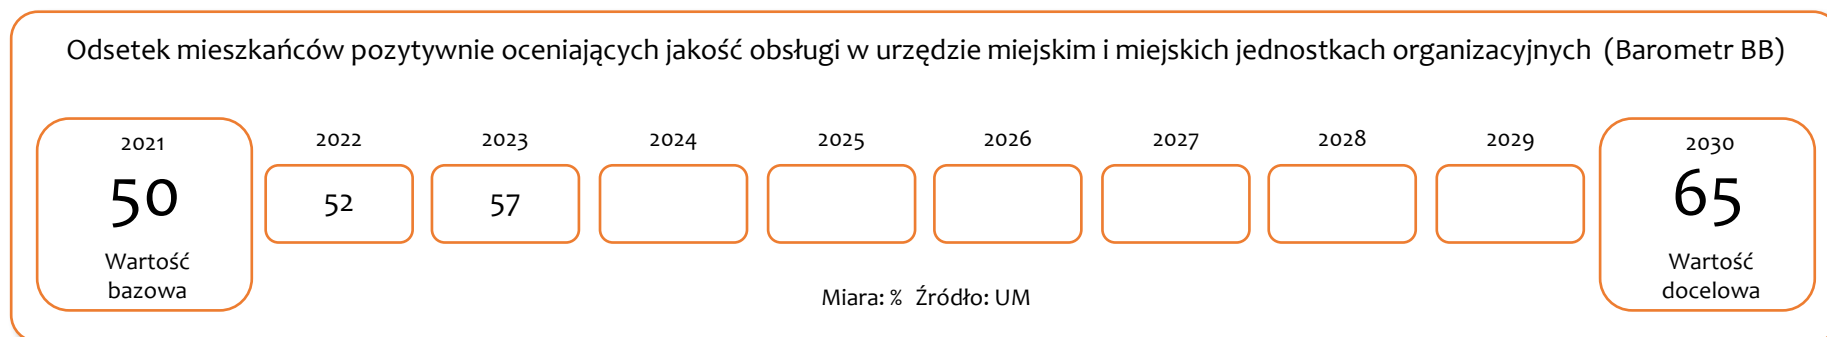 Odsetek mieszkańców pozytywnie oceniających jakość obsługi w urzędzie miejskim i miejskich jednostkach organizacyjnych (Barometr BB)
2021
50
Wartość
bazowa
2022
52
2023
57
2024
2025
2026
2027
2028
2029
2030
65
Wartość
docelowa
Miara: % Źródło: UM